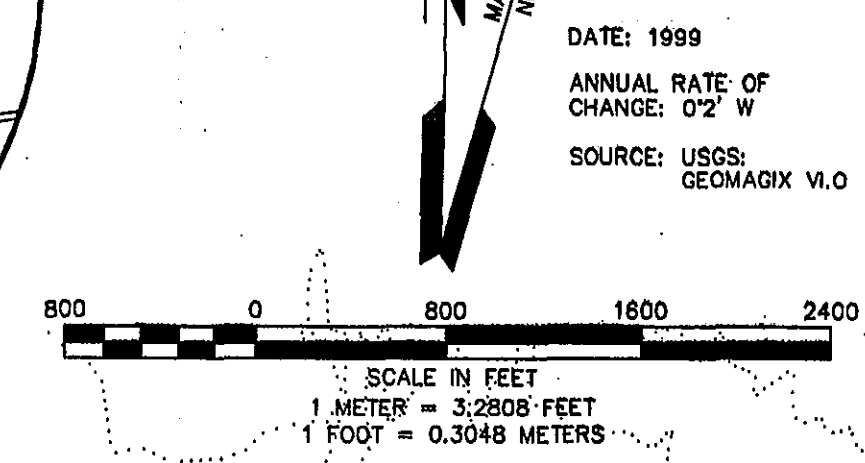 MA
N
DATE: 1999
ANNUAL RATE OF
CHANGE: 0°2' W
SOURCE: USGS:
GEOMAGIX V1.0
800 0 800 1600 2400
SCALE IN FEET
1 METER = 3.2808 FEET
1 FOOT = 0.3048 METERS